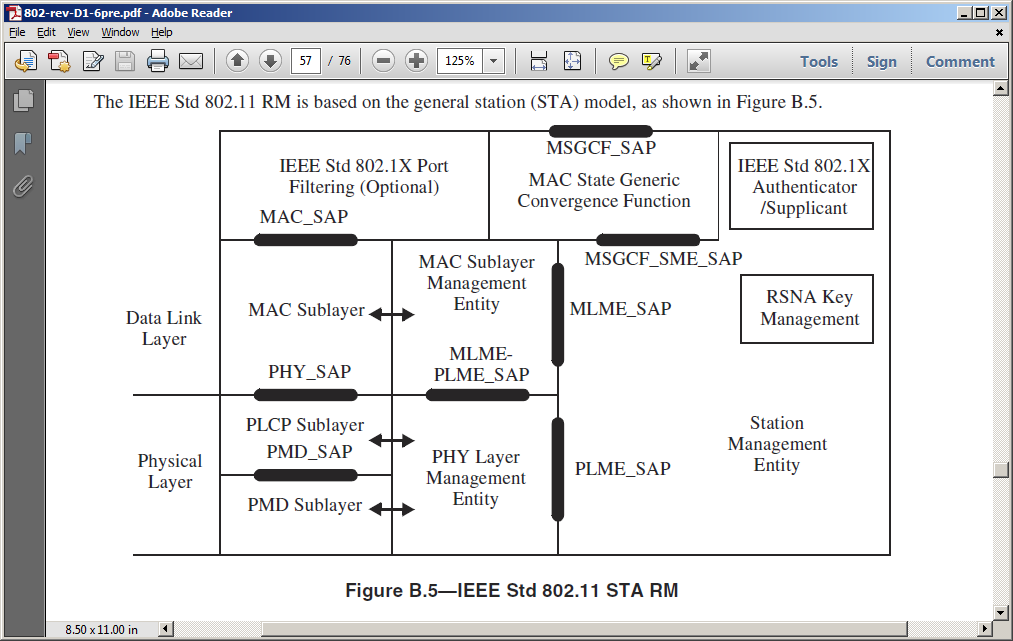 802-rev-D1-6pre.pdf - Adobe Reader
File Edit View Window Help
57 / 76 125% Tools Sign Comment
The IEEE Std 802.11 RM is based on the general station (STA) model, as shown in Figure B.5.
IEEE Std 802.1X Port
Filtering (Optional)
MAC_SAP
MSGCF_SAP
MAC State Generic
Convergence Function
IEEE Std 802.1X
Authenticator
/Supplicant
MSGCF_SME_SAP
MAC Sublayer
Management
Entity
MAC Sublayer
MLME_SAP
RSNA Key
Management
Data Link
Layer
PHY_SAP
MLME-
PLME_SAP
PLCP Sublayer
PMD_SAP
PMD Sublayer
Physical
Layer
PHY Layer
Management
Entity
PLME_SAP
Station
Management
Entity
Figure B.5—IEEE Std 802.11 STA RM
8.50 x 11.00 in